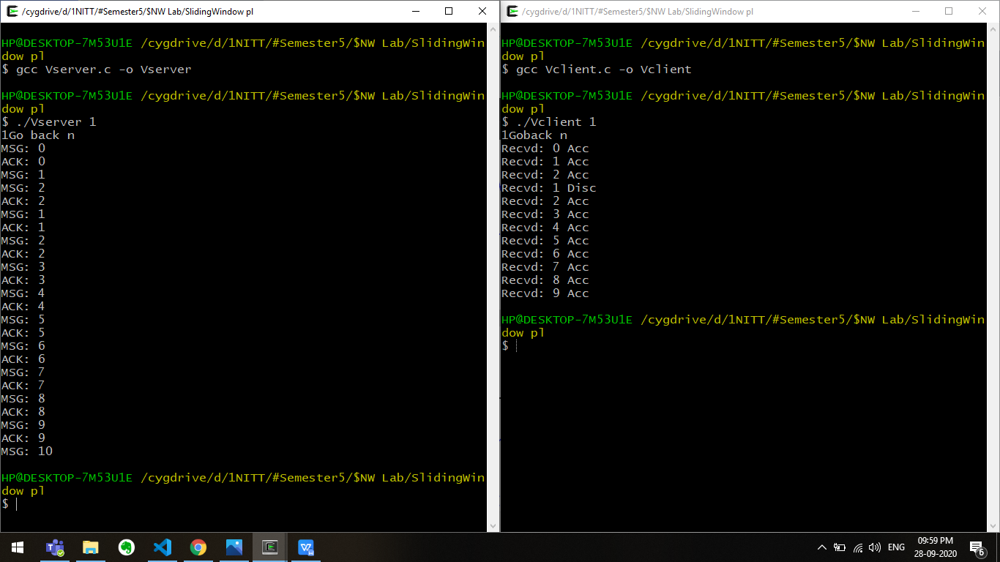 /cygdrive/d/1NITT/#Semester5/$NW Lab/SlidingWindow pl
HP@DESKTOP-7M53U1E /cygdrive/d/1NITT/#Semester5/$NW Lab/SlidingWin
dow pl
$ gcc Vserver.c -o Vserver
HP@DESKTOP-7M53U1E /cygdrive/d/1NITT/#Semester5/$NW Lab/SlidingWin
dow pl
$ ./Vserver 1
1Go back n
MSG: 0
ACK: 0
MSG: 1
MSG: 2
ACK: 2
MSG: 1
ACK: 1
MSG: 2
ACK: 2
MSG: 3
ACK: 3
MSG: 4
ACK: 4
MSG: 5
ACK: 5
MSG: 6
ACK: 6
MSG: 7
ACK: 7
MSG: 8
ACK: 8
MSG: 9
ACK: 9
MSG: 10
HP@DESKTOP-7M53U1E /cygdrive/d/1NITT/#Semester5/$NW Lab/SlidingWin
dow pl
$
/cygdrive/d/1NITT/#Semester5/$NW Lab/SlidingWindow pl
HP@DESKTOP-7M53U1E /cygdrive/d/1NITT/#Semester5/$NW Lab/SlidingWin
dow pl
$ gcc Vclient.c -o Vclient
HP@DESKTOP-7M53U1E /cygdrive/d/1NITT/#Semester5/$NW Lab/SlidingWin
dow pl
$ ./Vclient 1
1Goback n
Recvd: 0 Acc
Recvd: 1 Acc
Recvd: 2 Acc
Recvd: 1 Disc
Recvd: 2 Acc
Recvd: 3 Acc
Recvd: 4 Acc
Recvd: 5 Acc
Recvd: 6 Acc
Recvd: 7 Acc
Recvd: 8 Acc
Recvd: 9 Acc
HP@DESKTOP-7M53U1E /cygdrive/d/1NITT/#Semester5/$NW Lab/SlidingWin
dow pl
$
ENG
09:59 PM
28-09-2020
6